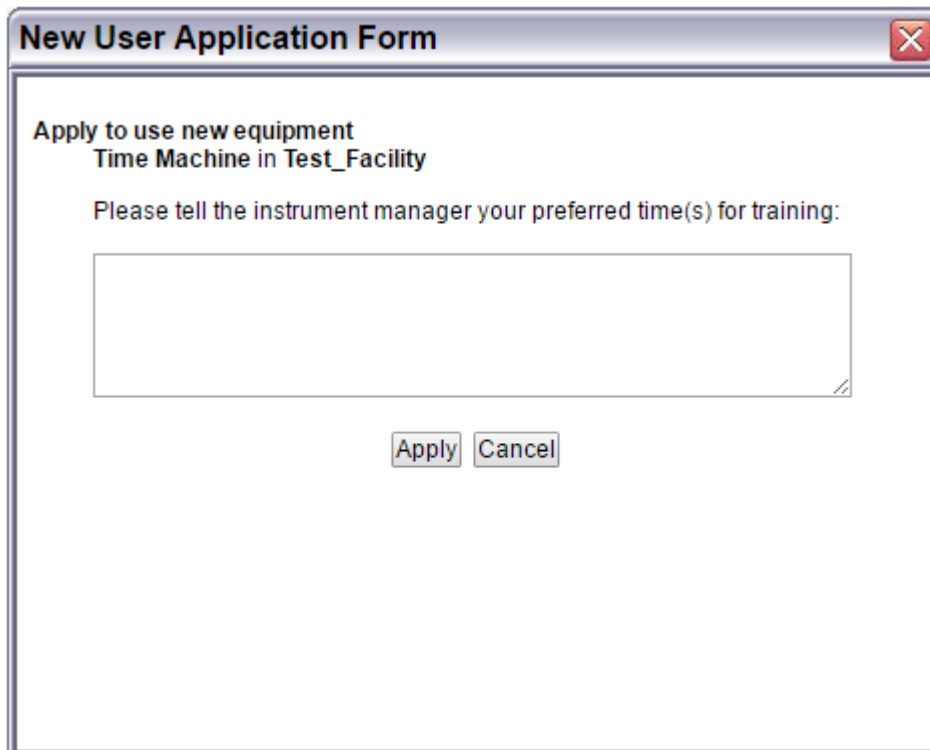 New User Application Form
Apply to use new equipment
Time Machine in Test_Facility
Please tell the instrument manager your preferred time(s) for training:
Apply Cancel